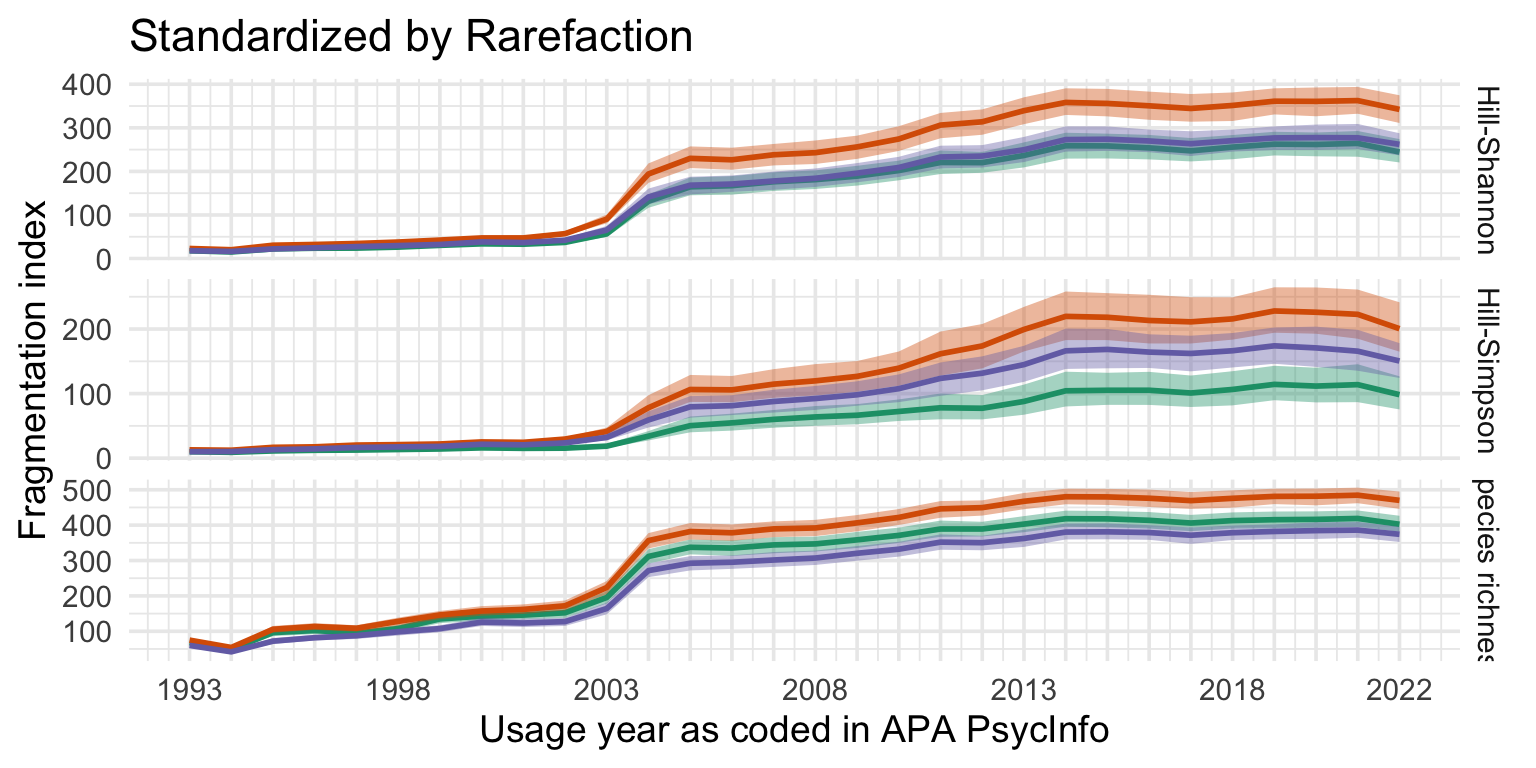 Standardized by Rarefaction
Fragmentation index
400
300
200
100
0
Hill-Shannon
200
100
0
Hill-Simpson
500
400
300
200
100
pecies richnes
1993 1998 2003 2008 2013 2018 2022
Usage year as coded in APA PsycInfo